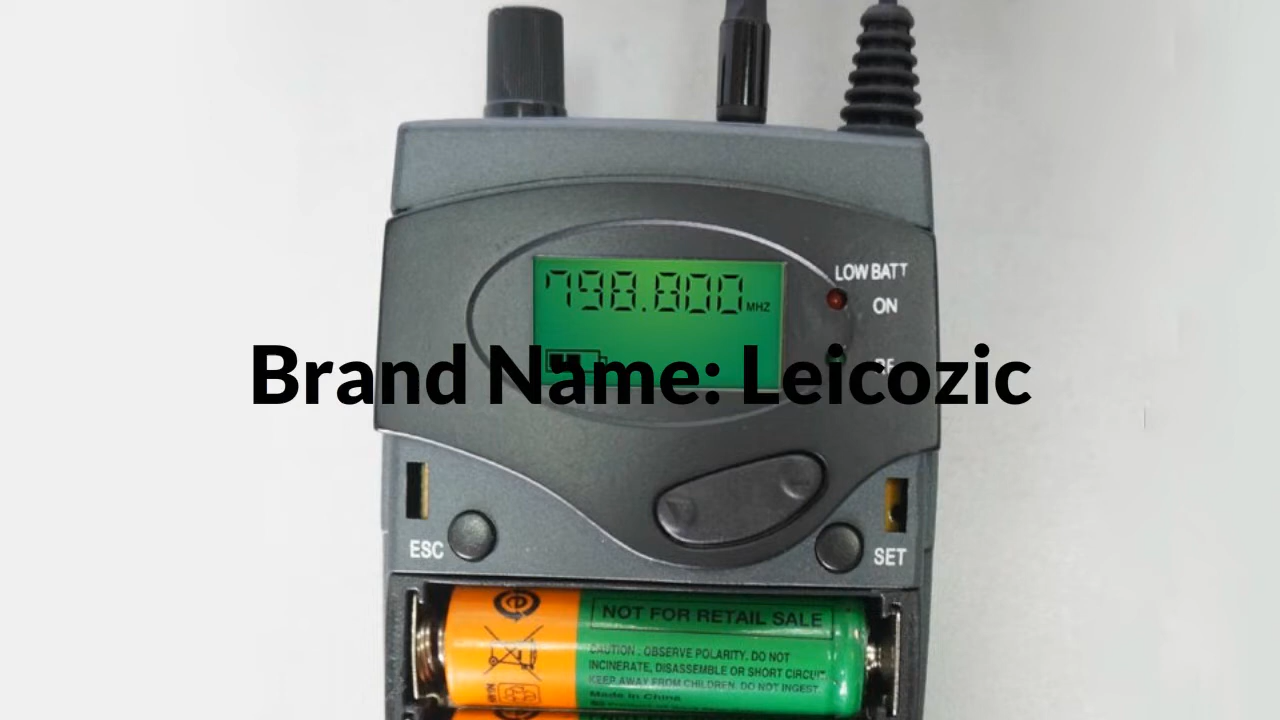 798.800 MHZ
LOW BATT
ON
RF
Brand Name: Leicozic
ESC
SET
NOT FOR RETAIL SALE
CAUTION : OBSERVE POLARITY. DO NOT
INCINERATE, DISASSEMBLE OR SHORT CIRCUIT
KEEP AWAY FROM CHILDREN. DO NOT INGEST.
Made in China